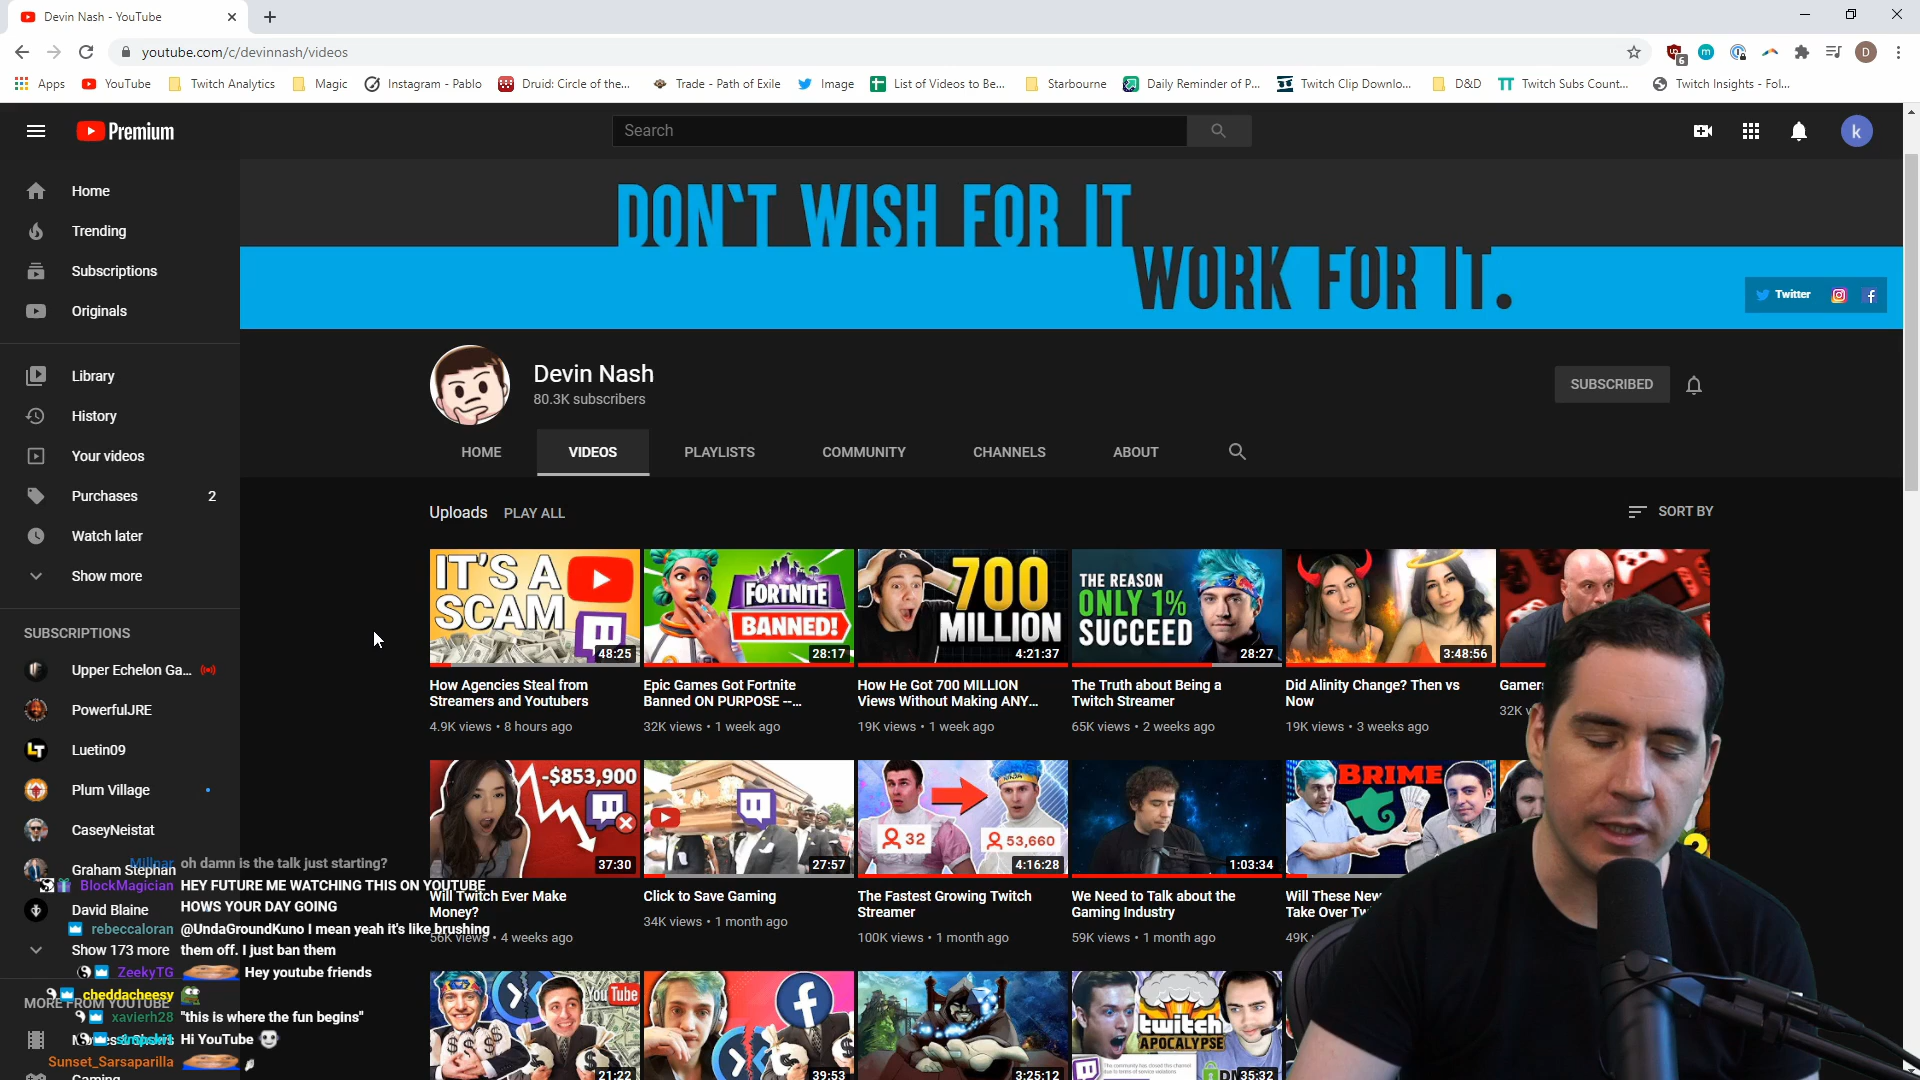 Devin Nash - YouTube
youtube.com/c/devinnash/videos
6
D
Apps
YouTube
Twitch Analytics
Magic
Instagram - Pablo
Druid: Circle of the...
Trade - Path of Exile
Image
List of Videos to Be...
Starbourne
Daily Reminder of P...
Twitch Clip Downlo...
D&D
Twitch Subs Count...
Twitch Insights - Fol...
Premium
Search
k
Home
Trending
Subscriptions
Originals
Library
History
Your videos
Purchases 2
Watch later
Show more
SUBSCRIPTIONS
Upper Echelon Ga...
PowerfulJRE
Luetin09
Plum Village
CaseyNeistat
Graham Stephan
David Blaine
Show 173 more
MORE FROM YOUTUBE
Gaming
DON'T WISH FOR IT
WORK FOR IT.
Twitter
Devin Nash
80.3K subscribers
SUBSCRIBED
HOME
VIDEOS
PLAYLISTS
COMMUNITY
CHANNELS
ABOUT
Uploads PLAY ALL
SORT BY
IT'S A
SCAM
48:25
How Agencies Steal from
Streamers and Youtubers
4.9K views • 8 hours ago
FORTNITE
BANNED!
28:17
Epic Games Got Fortnite
Banned ON PURPOSE --...
32K views • 1 week ago
700
MILLION
4:21:37
How He Got 700 MILLION
Views Without Making ANY...
19K views • 1 week ago
THE REASON
ONLY 1%
SUCCEED
28:27
The Truth about Being a
Twitch Streamer
65K views • 2 weeks ago
3:48:56
Did Alinity Change? Then vs
Now
19K views • 3 weeks ago
-$853,900
37:30
Will Twitch Ever Make
Money?
56K views • 4 weeks ago
27:57
Click to Save Gaming
34K views • 1 month ago
32
53,660
4:16:28
The Fastest Growing Twitch
Streamer
100K views • 1 month ago
1:03:34
We Need to Talk about the
Gaming Industry
59K views • 1 month ago
BRIME
Will These New
49K
You Tube
21:22
39:53
3:25:12
twitch
APOCALYPSE
35:32
Millnar oh damn is the talk just starting?
BlockMagician HEY FUTURE ME WATCHING THIS ON YOUTUBE
HOWS YOUR DAY GOING
rebeccaloran @UndaGroundKuno I mean yeah it's like brushing
them off. I just ban them
ZeekyTG Hey youtube friends
cheddacheesy
xavierh28 "this is where the fun begins"
Hi YouTube
Sunset_Sarsaparilla